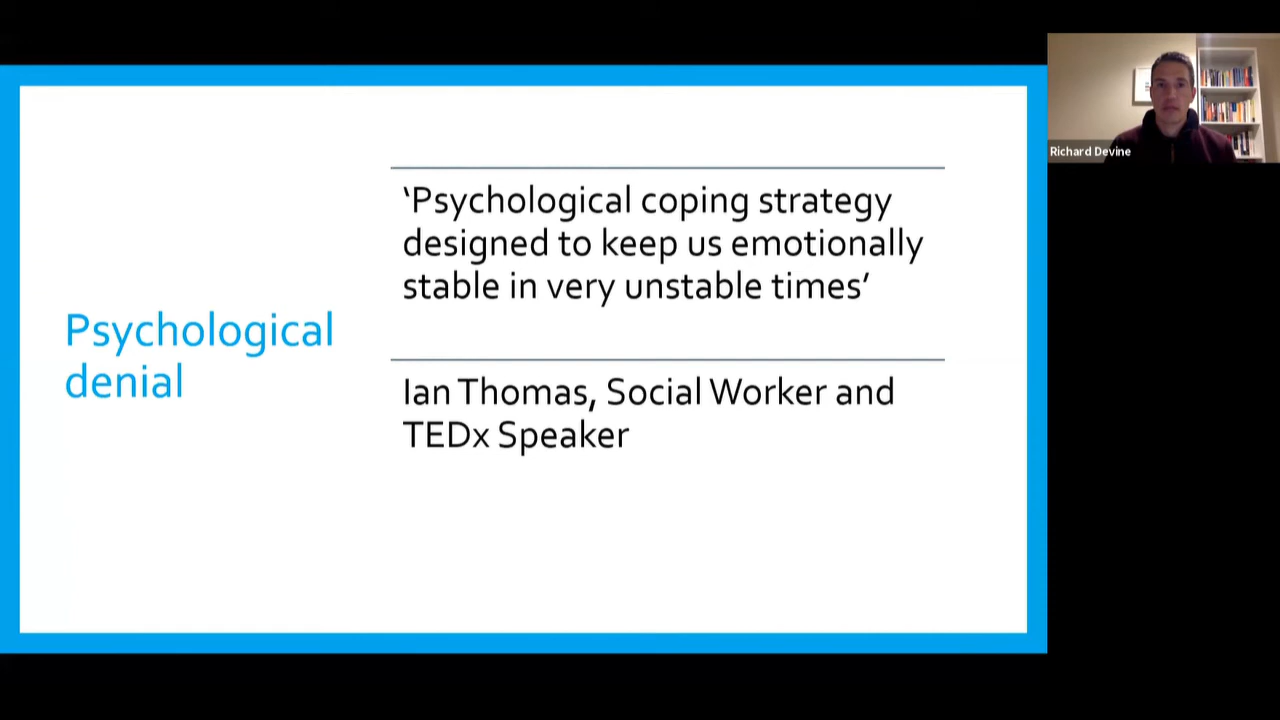 Psychological
denial
‘Psychological coping strategy
designed to keep us emotionally
stable in very unstable times’
Ian Thomas, Social Worker and
TEDx Speaker
Richard Devine